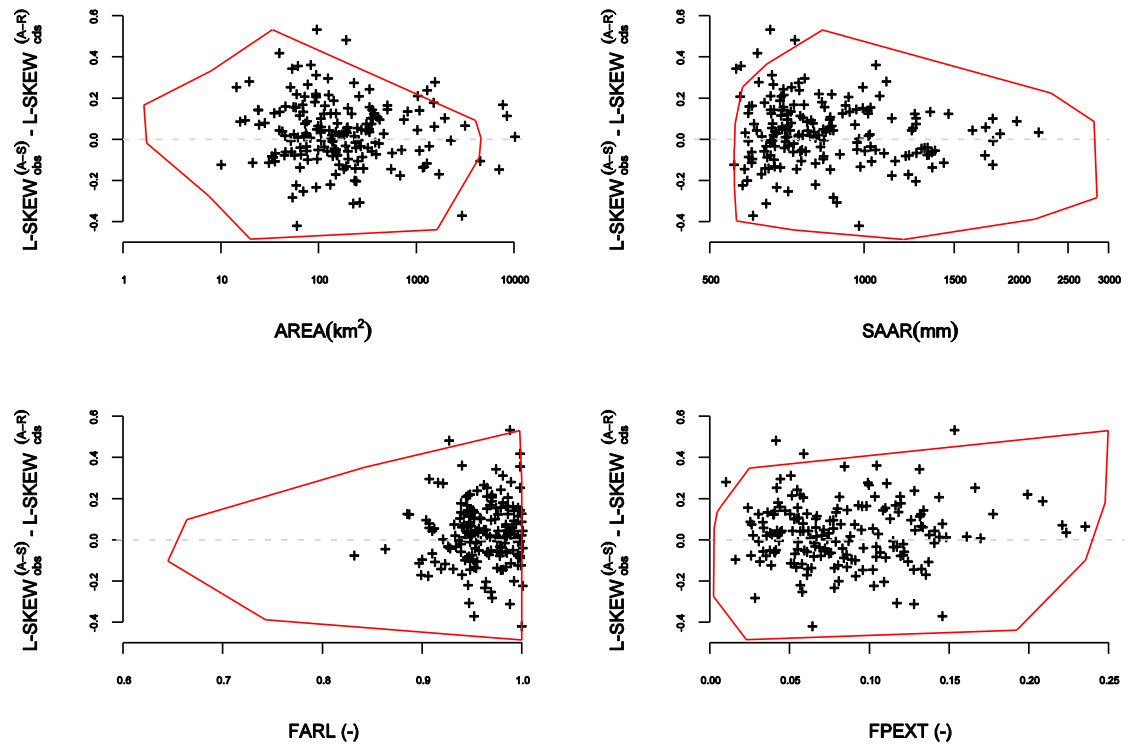 L-SKEW obs (A–S) - L-SKEW cds (A–R)
0.6
0.4
0.2
0.0
-0.2
-0.4
1 10 100 1000 10000
AREA(km²)
L-SKEW obs (A–S) - L-SKEW cds (A–R)
0.6
0.4
0.2
0.0
-0.2
-0.4
500 1000 1500 2000 2500 3000
SAAR(mm)
L-SKEW obs (A–S) - L-SKEW cds (A–R)
0.6
0.4
0.2
0.0
-0.2
-0.4
0.6 0.7 0.8 0.9 1.0
FARL (-)
L-SKEW obs (A–S) - L-SKEW cds (A–R)
0.6
0.4
0.2
0.0
-0.2
-0.4
0.00 0.05 0.10 0.15 0.20 0.25
FPEXT (-)